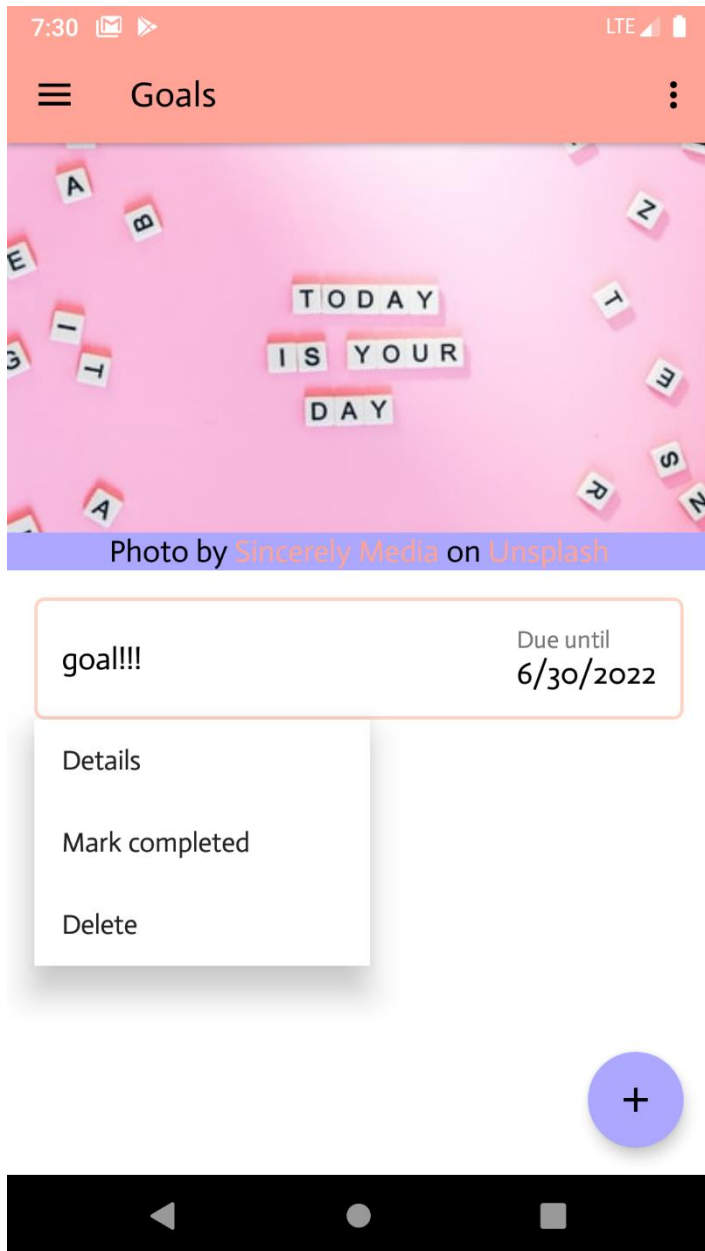 7:30 LTE
Goals
A
B
Z
E
TODAY
T
I
IS YOUR
G
T
E
DAY
S
A
R
N
Photo by Sincerely Media on Unsplash
goal!!!
Due until
6/30/2022
Details
Mark completed
Delete
+